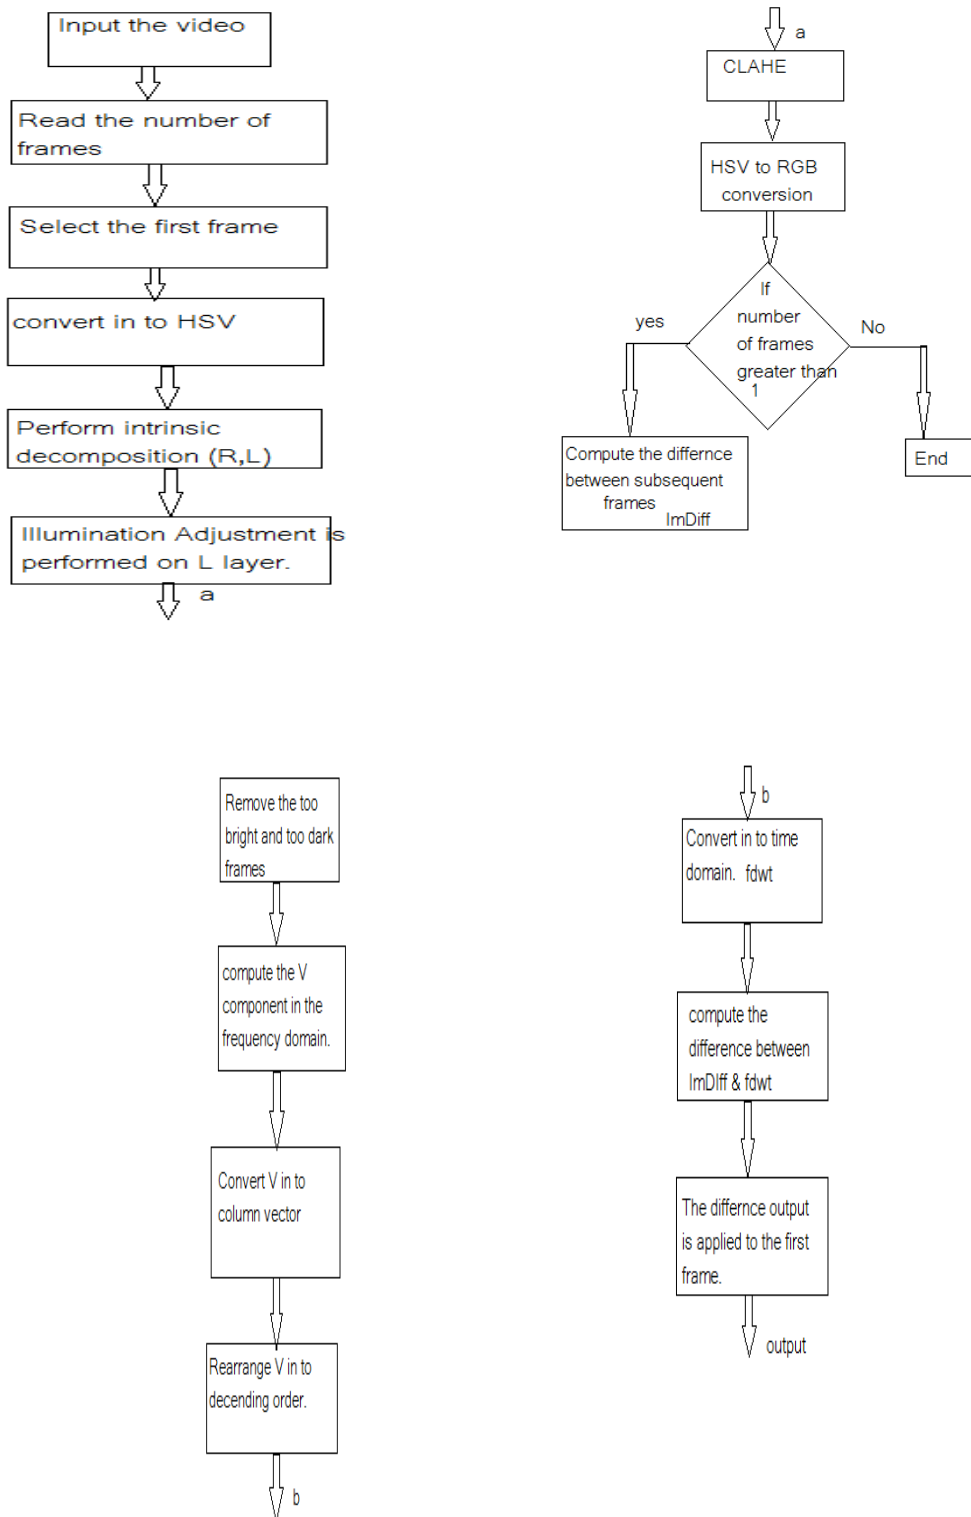 Input the video
Read the number of
frames
Select the first frame
convert in to HSV
Perform intrinsic
decomposition (R,L)
Illumination Adjustment is
performed on L layer.
a
a
CLAHE
HSV to RGB
conversion
If
number
of frames
greater than
1
yes
No
Compute the differnce
between subsequent
frames
ImDiff
End
Remove the too
bright and too dark
frames
compute the V
component in the
frequency domain.
Convert V in to
column vector
Rearrange V in to
decending order.
b
b
Convert in to time
domain. fdwt
compute the
difference between
ImDIff & fdwt
The differnce output
is applied to the first
frame.
output